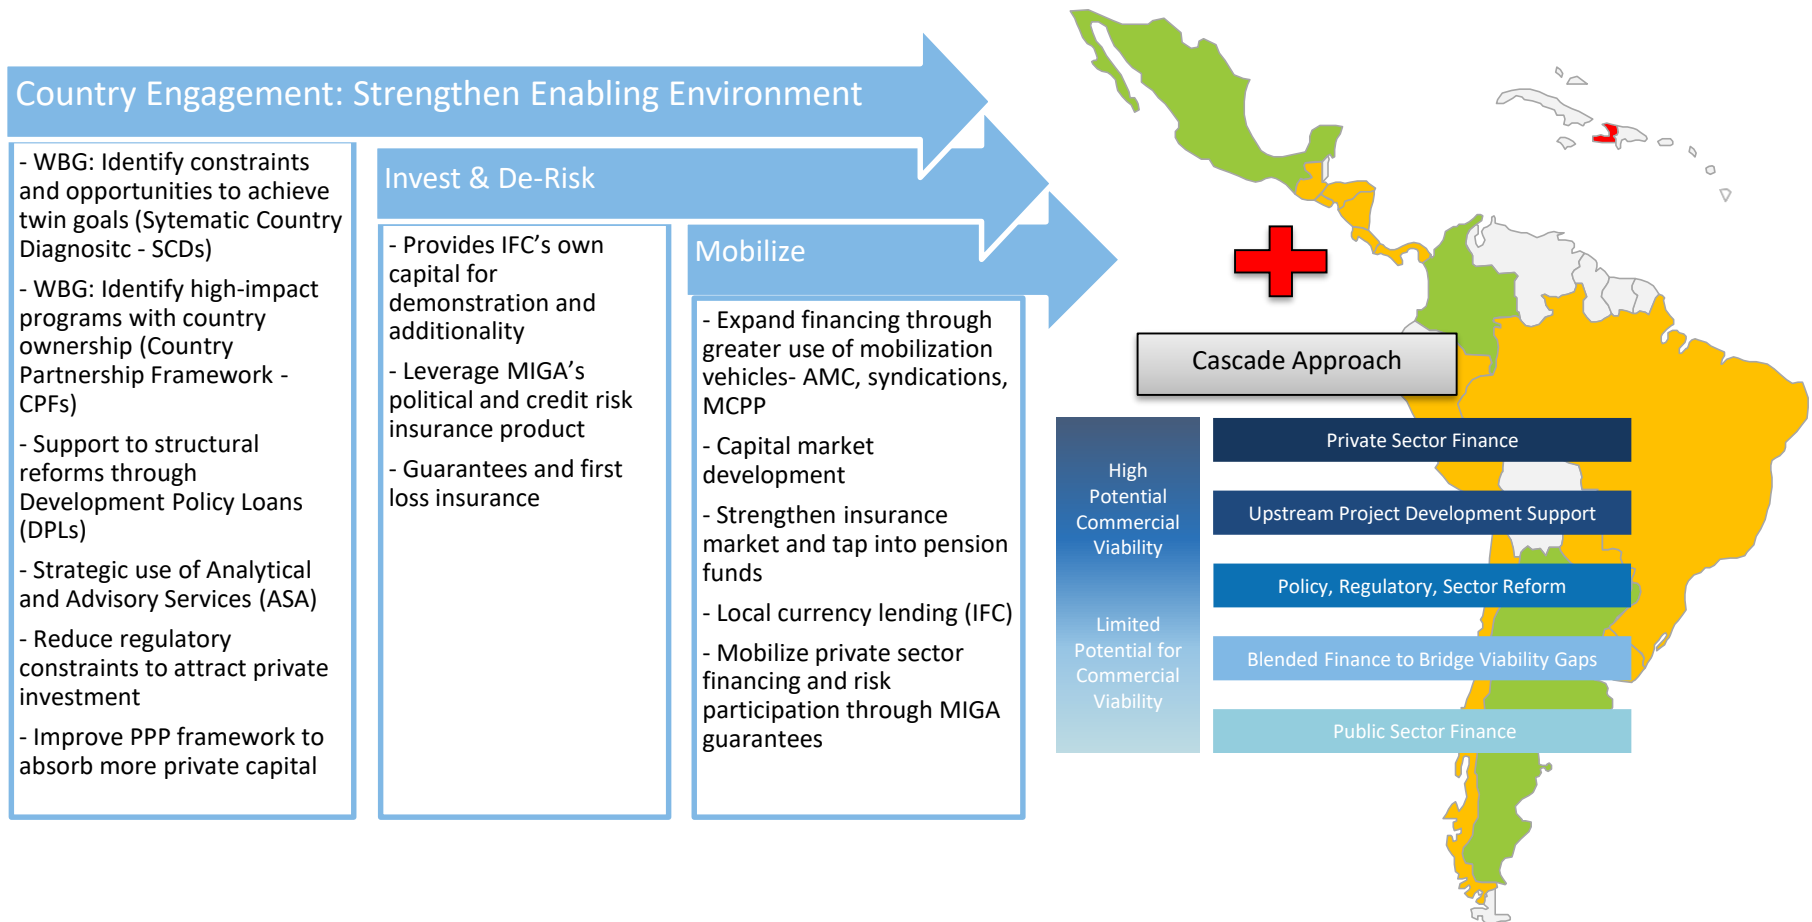 Country Engagement: Strengthen Enabling Environment
- WBG: Identify constraints
and opportunities to achieve
twin goals (Sytematic Country
Diagnositc - SCDs)
- WBG: Identify high-impact
programs with country
ownership (Country
Partnership Framework -
CPFs)
- Support to structural
reforms through
Development Policy Loans
(DPLs)
- Strategic use of Analytical
and Advisory Services (ASA)
- Reduce regulatory
constraints to attract private
investment
- Improve PPP framework to
absorb more private capital
Invest & De-Risk
- Provides IFC’s own
capital for
demonstration and
additionality
- Leverage MIGA’s
political and credit risk
insurance product
- Guarantees and first
loss insurance
Mobilize
- Expand financing through
greater use of mobilization
vehicles- AMC, syndications,
MCPP
- Capital market
development
- Strengthen insurance
market and tap into pension
funds
- Local currency lending (IFC)
- Mobilize private sector
financing and risk
participation through MIGA
guarantees
Cascade Approach
High
Potential
Commercial
Viability
Limited
Potential for
Commercial
Viability
Private Sector Finance
Upstream Project Development Support
Policy, Regulatory, Sector Reform
Blended Finance to Bridge Viability Gaps
Public Sector Finance